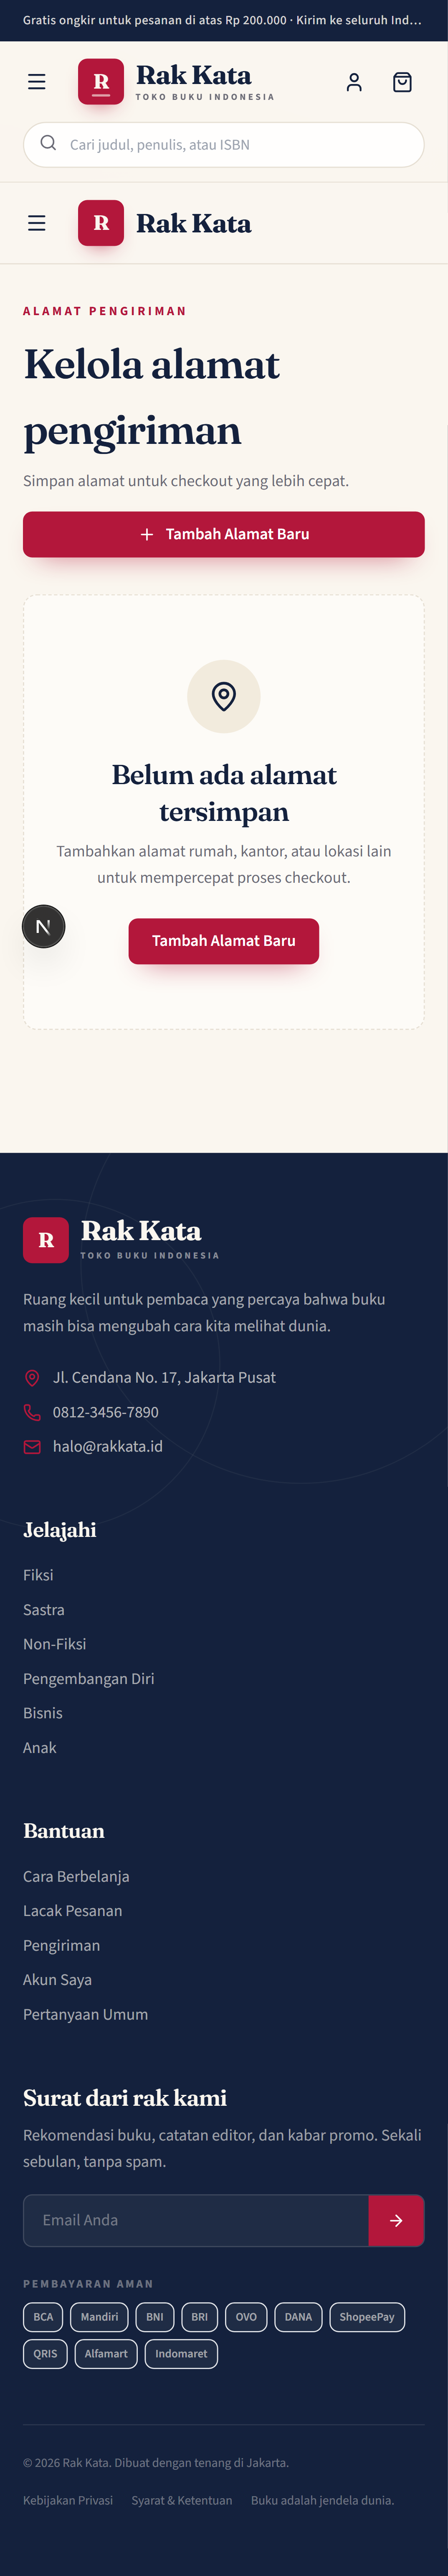 Gratis ongkir untuk pesanan di atas Rp 200.000 · Kirim ke seluruh Ind…
R
Rak Kata
TOKO BUKU INDONESIA
Cari judul, penulis, atau ISBN
R
Rak Kata
ALAMAT PENGIRIMAN
Kelola alamat
pengiriman
Simpan alamat untuk checkout yang lebih cepat.
Tambah Alamat Baru
Belum ada alamat
tersimpan
Tambahkan alamat rumah, kantor, atau lokasi lain
untuk mempercepat proses checkout.
N
Tambah Alamat Baru
R
Rak Kata
TOKO BUKU INDONESIA
Ruang kecil untuk pembaca yang percaya bahwa buku
masih bisa mengubah cara kita melihat dunia.
Jl. Cendana No. 17, Jakarta Pusat
0812-3456-7890
halo@rakkata.id
Jelajahi
Fiksi
Sastra
Non-Fiksi
Pengembangan Diri
Bisnis
Anak
Bantuan
Cara Berbelanja
Lacak Pesanan
Pengiriman
Akun Saya
Pertanyaan Umum
Surat dari rak kami
Rekomendasi buku, catatan editor, dan kabar promo. Sekali
sebulan, tanpa spam.
Email Anda
PEMBAYARAN AMAN
BCA Mandiri BNI BRI OVO DANA ShopeePay
QRIS Alfamart Indomaret
© 2026 Rak Kata. Dibuat dengan tenang di Jakarta.
Kebijakan Privasi Syarat & Ketentuan Buku adalah jendela dunia.